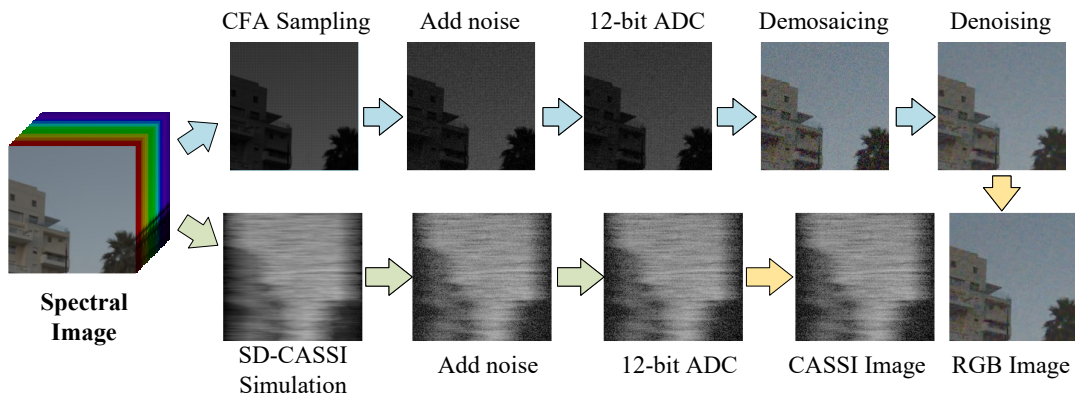 CFA Sampling
Add noise
12-bit ADC
Demosaicing
Denoising
Spectral
Image
SD-CASSI
Simulation
Add noise
12-bit ADC
CASSI Image
RGB Image